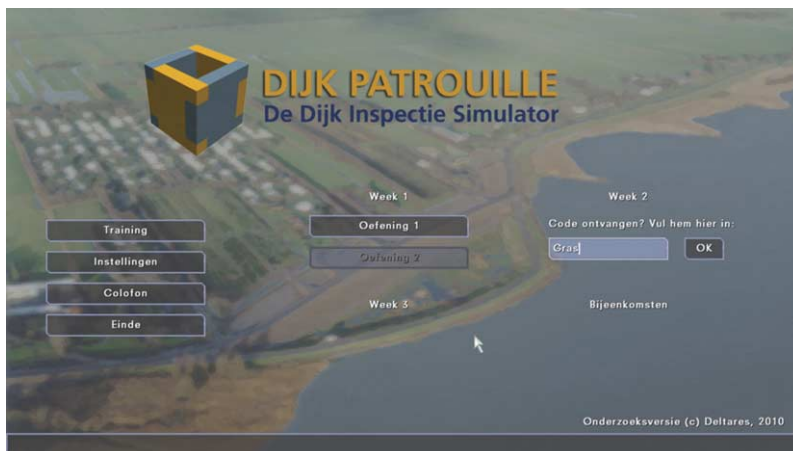 DIJK PATROUILLE
De Dijk Inspectie Simulator
Training
Instellingen
Colofon
Einde
Week 1
Oefening 1
Oefening 2
Week 2
Code ontvangen? Vul hem hier in:
Gras
OK
Week 3
Bijeenkomsten
Onderzoeksversie (c) Deltares, 2010